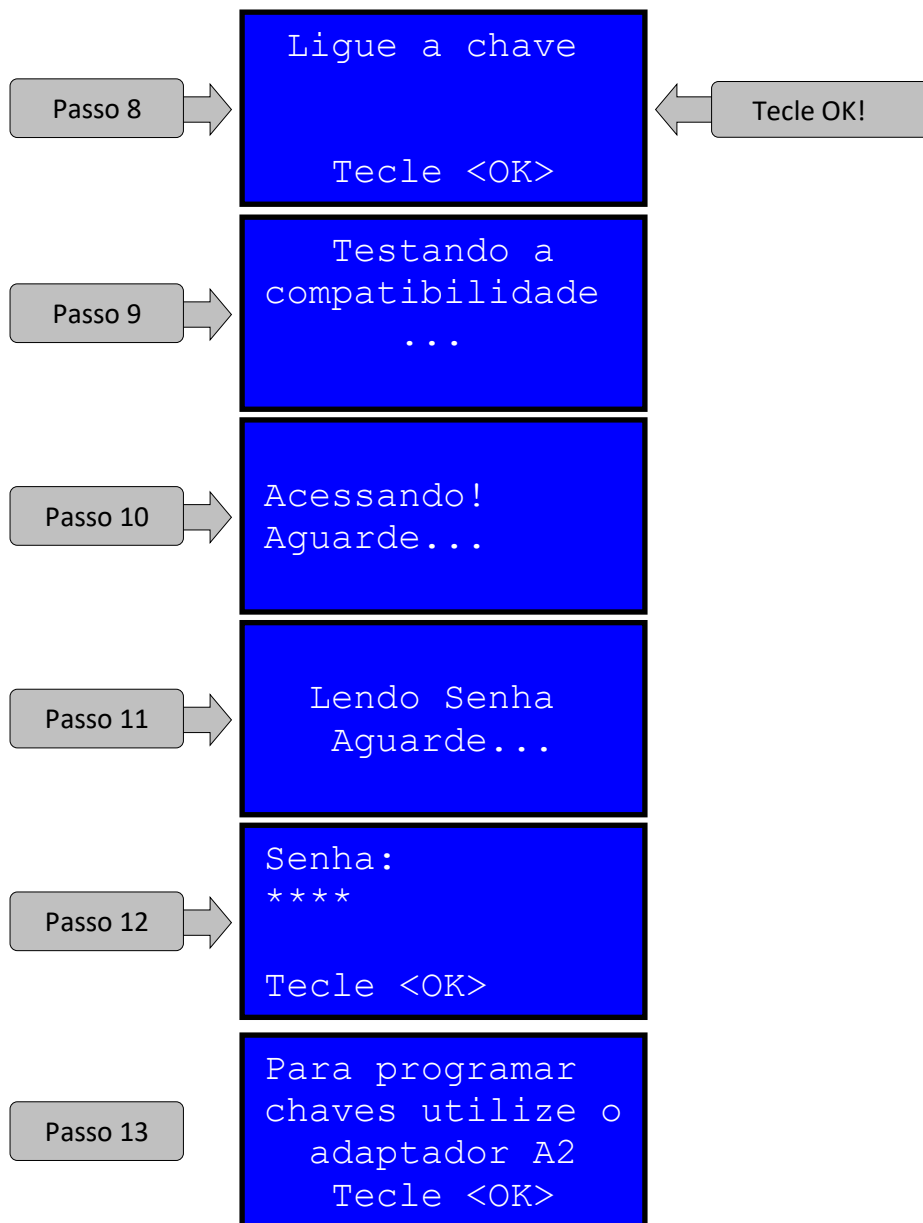 Passo 8
Ligue a chave
Tecle <OK>
Tecle OK!
Passo 9
Testando a
compatibilidade
...
Passo 10
Acessando!
Aguarde...
Passo 11
Lendo Senha
Aguarde...
Passo 12
Senha:
****
Tecle <OK>
Passo 13
Para programar
chaves utilize o
adaptador A2
Tecle <OK>